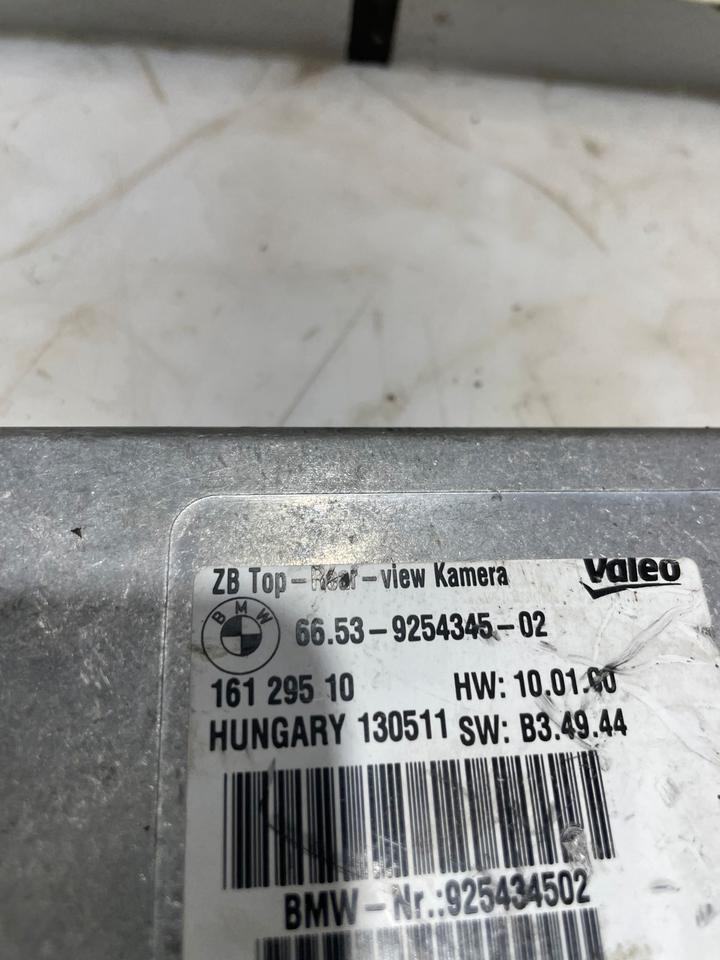 ZB Top-Rear-view Kamera Valeo
BMW 66.53-9254345-02
161 295 10 HW: 10.01.00
HUNGARY 130511 SW: B3.49.44
BMW-Nr.:925434502